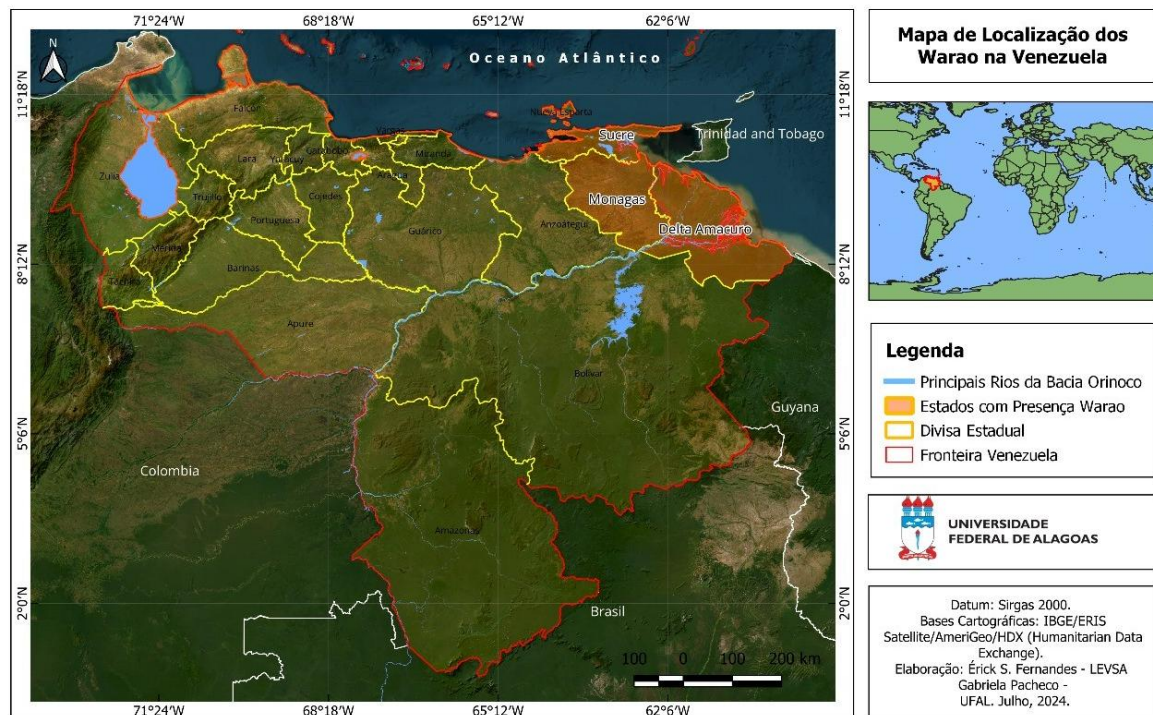 71°24′W 68°18′W 65°12′W 62°6′W
N
Oceano Atlântico
11°18′N
11°18′N
Falcón
Nueva Esparta
Vargas
Sucre
Trinidad and Tobago
Carabobo
Miranda
Lara
Yaracuy
Aragua
Zulia
Trujillo
Cojedes
Monagas
Portuguesa
Guárico
Anzoátegui
Delta Amacuro
Mérida
8°12′N
8°12′N
Barinas
Táchira
Apure
Bolívar
Guyana
5°6′N
5°6′N
Colombia
Amazonas
2°0′N
2°0′N
Brasil
100 0 100 200 km
71°24′W 68°18′W 65°12′W 62°6′W
Mapa de Localização dos
Warao na Venezuela
Legenda
Principais Rios da Bacia Orinoco
Estados com Presença Warao
Divisa Estadual
Fronteira Venezuela
UNIVERSIDADE
FEDERAL DE ALAGOAS
Datum: Sirgas 2000.
Bases Cartográficas: IBGE/ERIS
Satellite/AmeriGeo/HDX (Humanitarian Data
Exchange).
Elaboração: Érick S. Fernandes - LEVSA
Gabriela Pacheco -
UFAL. Julho, 2024.